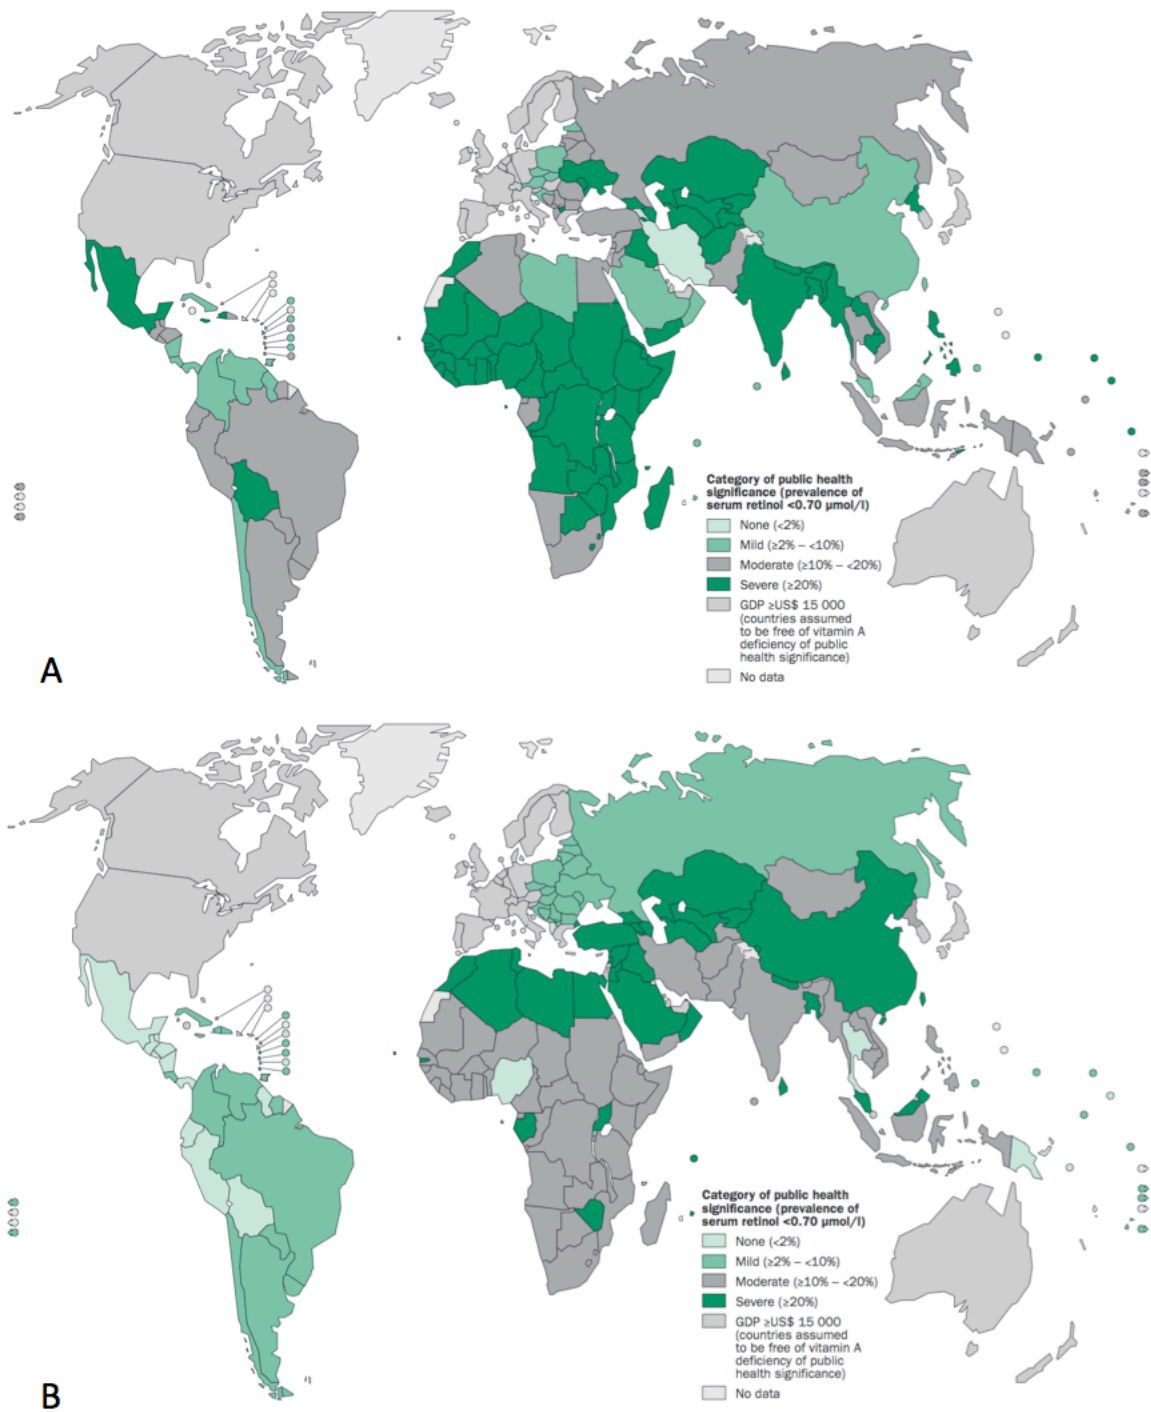 Category of public health
significance (prevalence of
serum retinol <0.70 µmol/l)
None (<2%)
Mild (≥2% – <10%)
Moderate (≥10% – <20%)
Severe (≥20%)
GDP ≥US$ 15 000
(countries assumed
to be free of vitamin A
deficiency of public
health significance)
No data
A
Category of public health
significance (prevalence of
serum retinol <0.70 µmol/l)
None (<2%)
Mild (≥2% – <10%)
Moderate (≥10% – <20%)
Severe (≥20%)
GDP ≥US$ 15 000
(countries assumed
to be free of vitamin A
deficiency of public
health significance)
No data
B